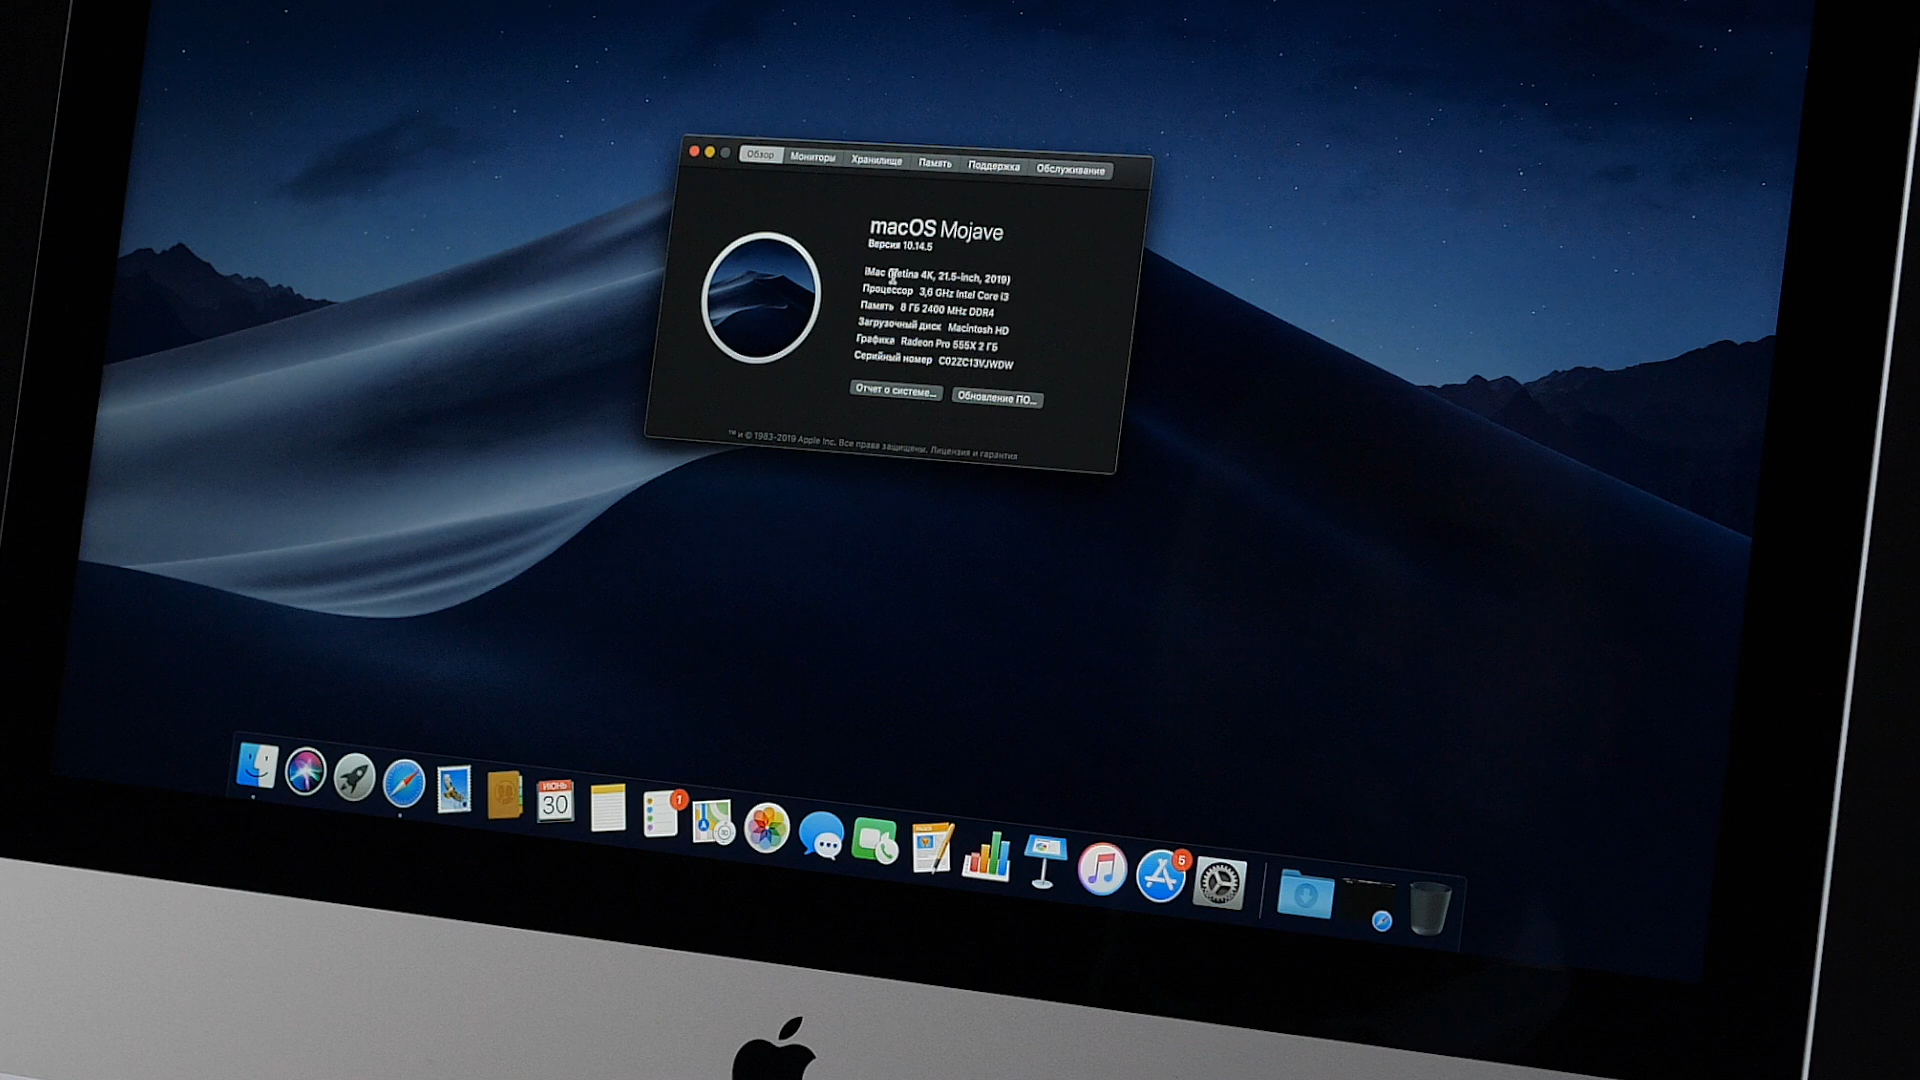 Обзор Мониторы Хранилище Память Поддержка Обслуживание
macOS Mojave
Версия 10.14.5
iMac (Retina 4K, 21.5-inch, 2019)
Процессор 3,6 GHz Intel Core i3
Память 8 ГБ 2400 MHz DDR4
Загрузочный диск Macintosh HD
Графика Radeon Pro 555X 2 ГБ
Серийный номер C02ZC13VJWDW
Отчет о системе... Обновление ПО...
™ и © 1983-2019 Apple Inc. Все права защищены. Лицензия и гарантия
ИЮНЬ
30
1
5